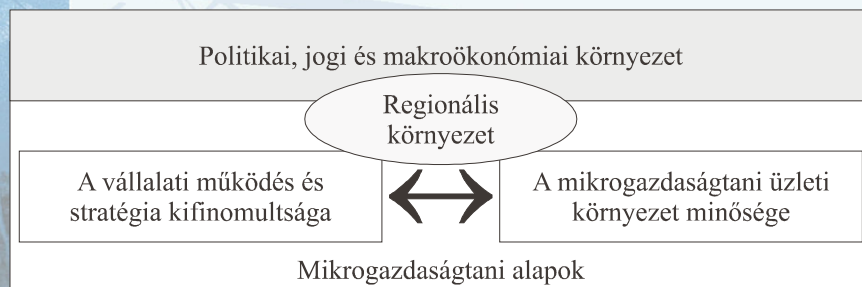 Politikai, jogi és makroökonómiai környezet
Regionális
környezet
A vállalati működés és
stratégia kifinomultsága
A mikrogazdaságtani üzleti
környezet minősége
Mikrogazdaságtani alapok